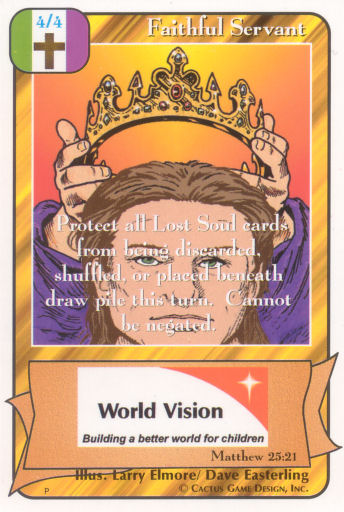 Faithful Servant
4/4
Protect all Lost Soul cards
from being discarded,
shuffled, or placed beneath
draw pile this turn. Cannot
be negated.
World Vision
Building a better world for children
Matthew 25:21
Illus. Larry Elmore/ Dave Easterling
P
© Cactus Game Design, Inc.